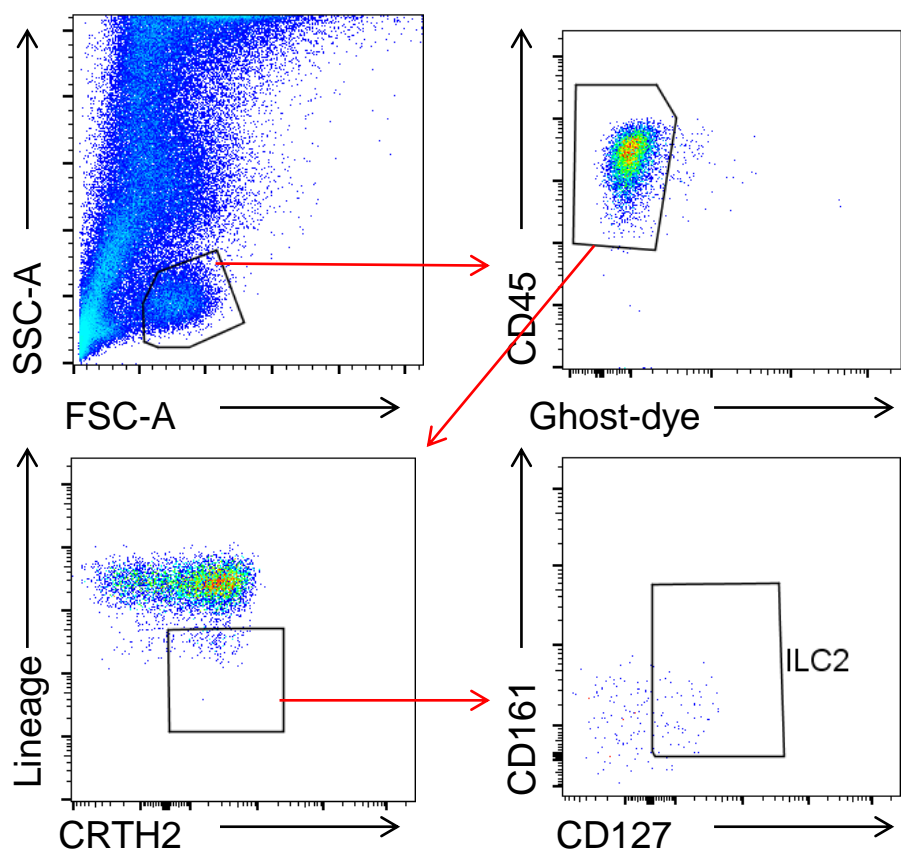 SSC-A
FSC-A
CD45
Ghost-dye
Lineage
CRTH2
CD161
ILC2
CD127